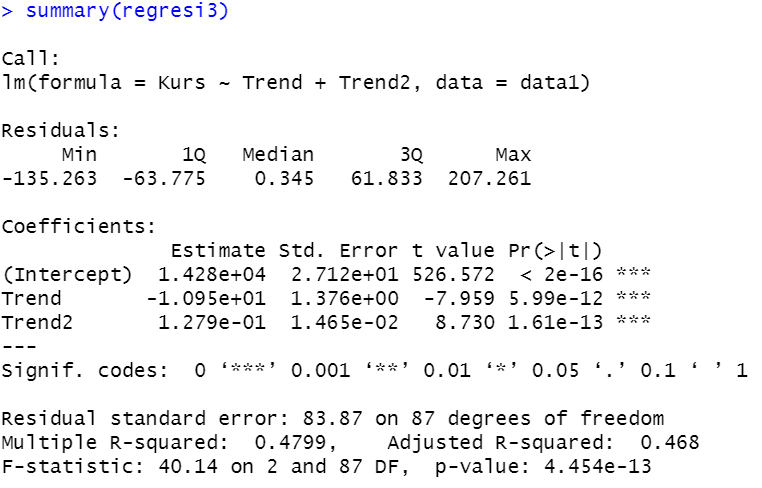 > summary(regresi3)
Call:
lm(formula = Kurs ~ Trend + Trend2, data = data1)
Residuals:
Min 1Q Median 3Q Max
-135.263 -63.775 0.345 61.833 207.261
Coefficients:
Estimate Std. Error t value Pr(>|t|)
(Intercept) 1.428e+04 2.712e+01 526.572 < 2e-16 ***
Trend -1.095e+01 1.376e+00 -7.959 5.99e-12 ***
Trend2 1.279e-01 1.465e-02 8.730 1.61e-13 ***
---
Signif. codes: 0 ‘***’ 0.001 ‘**’ 0.01 ‘*’ 0.05 ‘.’ 0.1 ‘ ’ 1
Residual standard error: 83.87 on 87 degrees of freedom
Multiple R-squared: 0.4799, Adjusted R-squared: 0.468
F-statistic: 40.14 on 2 and 87 DF, p-value: 4.454e-13